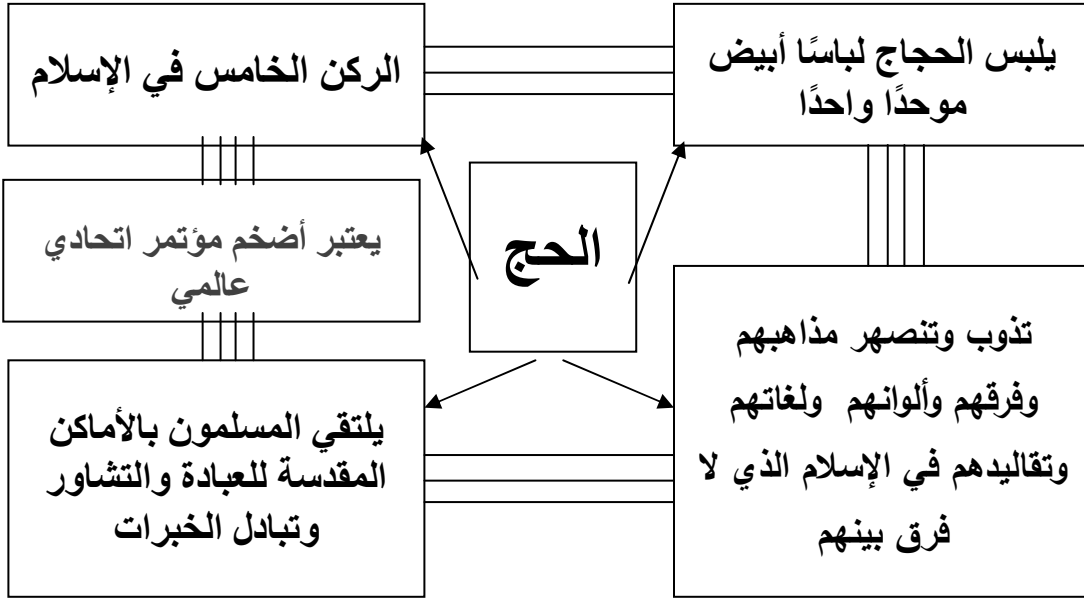 يلبس الحجاج لباسًا أبيض
موحدًا واحدًا
الركن الخامس في الإسلام
الحج
يعتبر أضخم مؤتمر اتحادي
عالمي
تذوب وتنصهر مذاهبهم
وفرقهم وألوانهم ولغاتهم
وتقاليدهم في الإسلام الذي لا
فرق بينهم
يلتقي المسلمون بالأماكن
المقدسة للعبادة والتشاور
وتبادل الخبرات